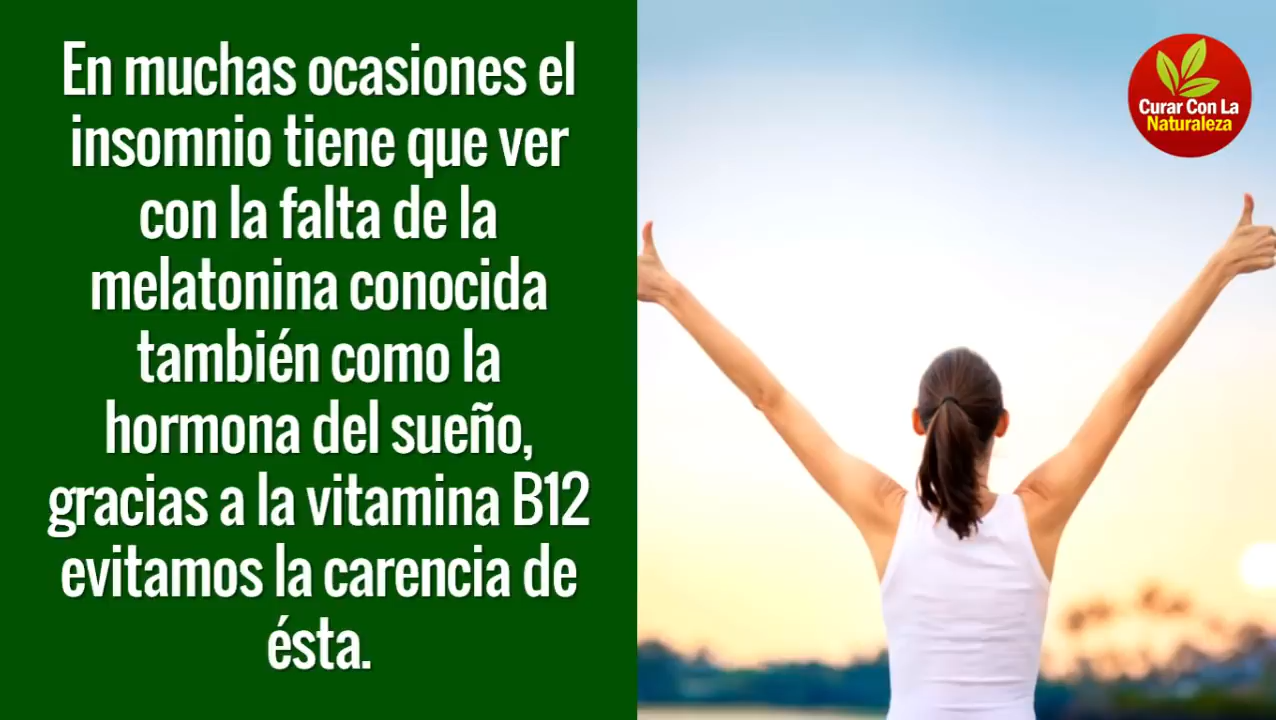 En muchas ocasiones el
insomnio tiene que ver
con la falta de la
melatonina conocida
también como la
hormona del sueño,
gracias a la vitamina B12
evitamos la carencia de
ésta.
Curar Con La
Naturaleza